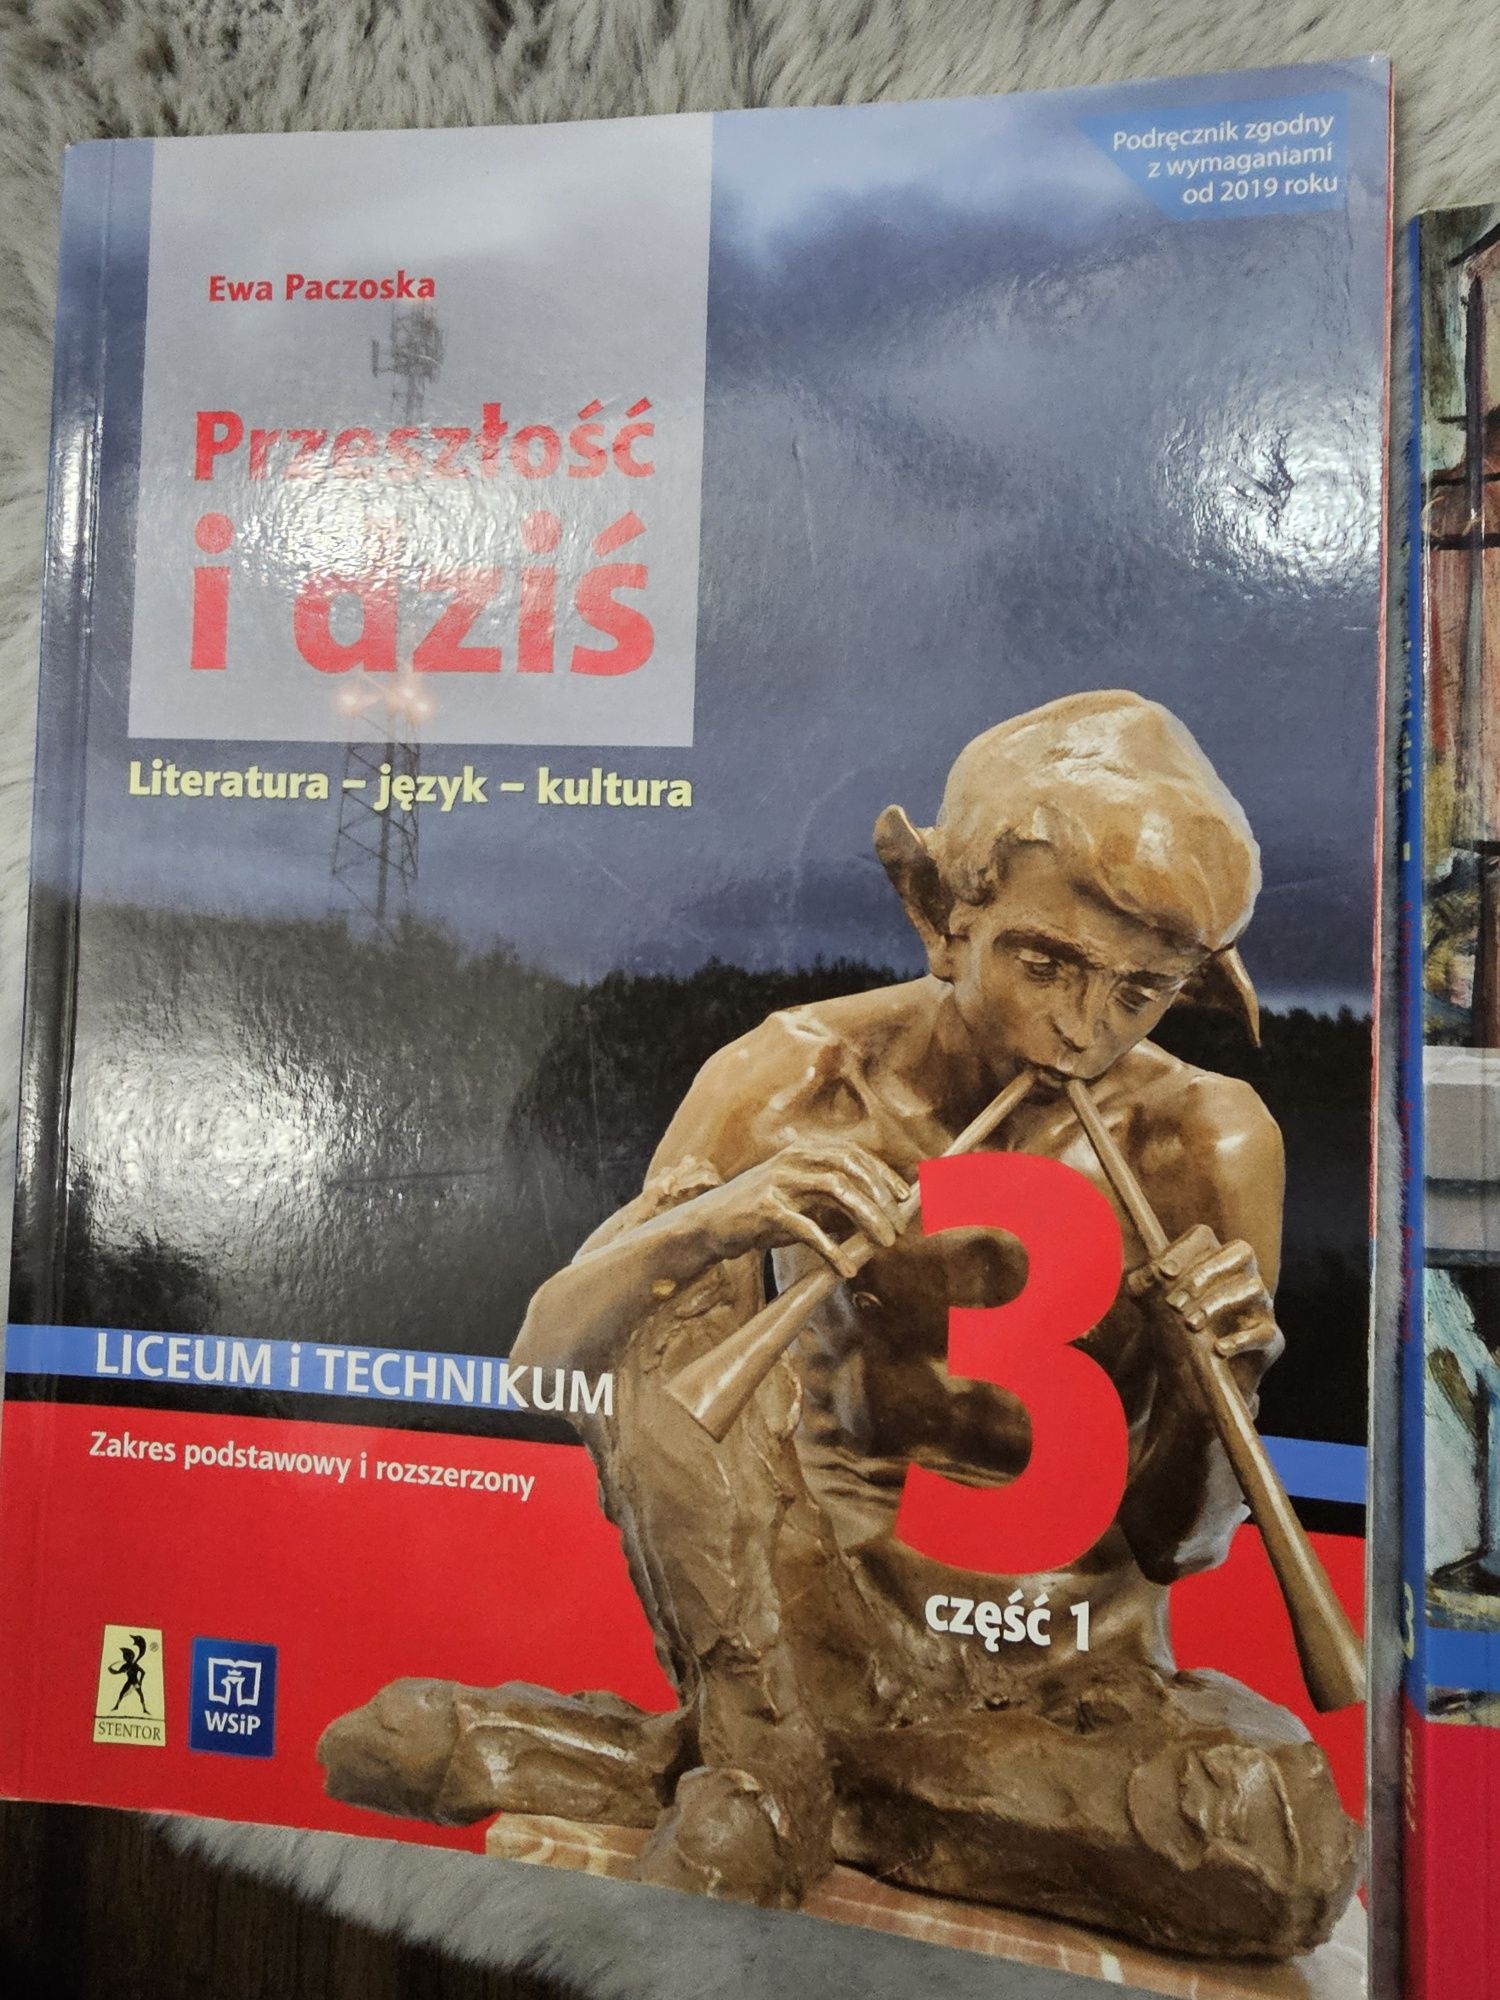 Podręcznik zgodny
z wymaganiami
od 2019 roku
Ewa Paczoska
Przeszłość
i dziś
Literatura – język – kultura
LICEUM i TECHNIKUM
Zakres podstawowy i rozszerzony
3
część 1
STENTOR
®
WSiP